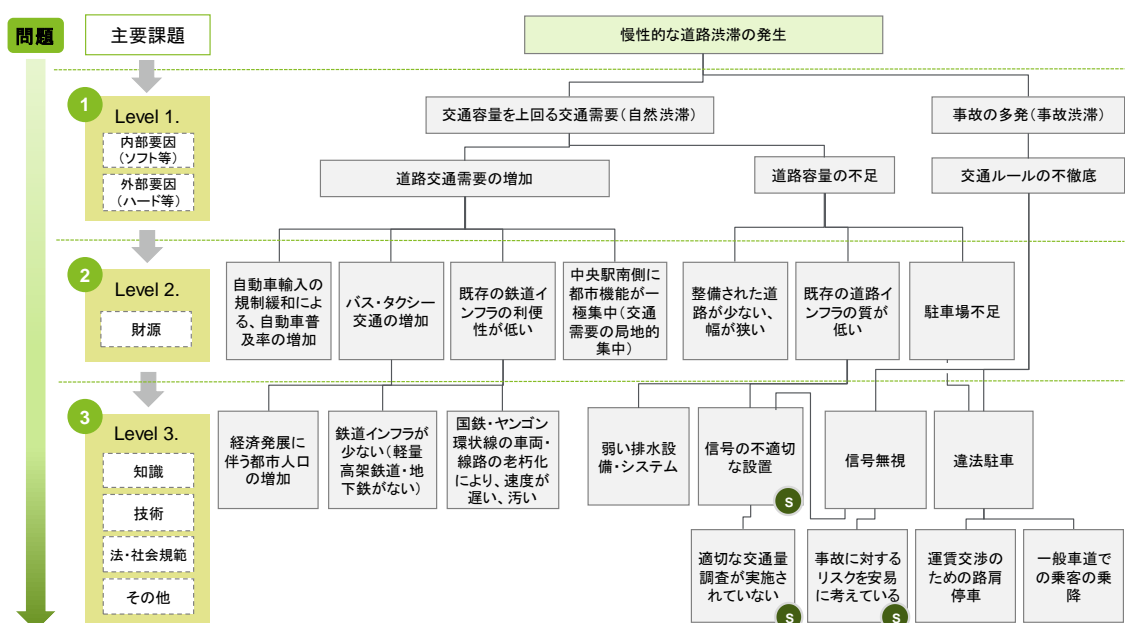 問題
主要課題
慢性的な道路渋滞の発生
1
Level 1.
内部要因
(ソフト等)
外部要因
(ハード等)
交通容量を上回る交通需要(自然渋滞)
事故の多発(事故渋滞)
道路交通需要の増加
道路容量の不足
交通ルールの不徹底
2
Level 2.
財源
自動車輸入の
規制緩和によ
る、自動車普
及率の増加
バス・タクシー
交通の増加
既存の鉄道イ
ンフラの利便
性が低い
中央駅南側に
都市機能が一
極集中(交通
需要の局地的
集中)
整備された道
路が少ない、
幅が狭い
既存の道路イ
ンフラの質が
低い
駐車場不足
3
Level 3.
知識
技術
法・社会規範
その他
経済発展に
伴う都市人口
の増加
鉄道インフラが
少ない(軽量
高架鉄道・地
下鉄がない)
国鉄・ヤンゴン
環状線の車両・
線路の老朽化
により、速度が
遅い、汚い
弱い排水設
備・システム
信号の不適切
な設置
S
信号無視
違法駐車
適切な交通量
調査が実施さ
れていない
S
事故に対する
リスクを安易
に考えている
S
運賃交渉の
ための路肩
停車
一般車道で
の乗客の乗
降